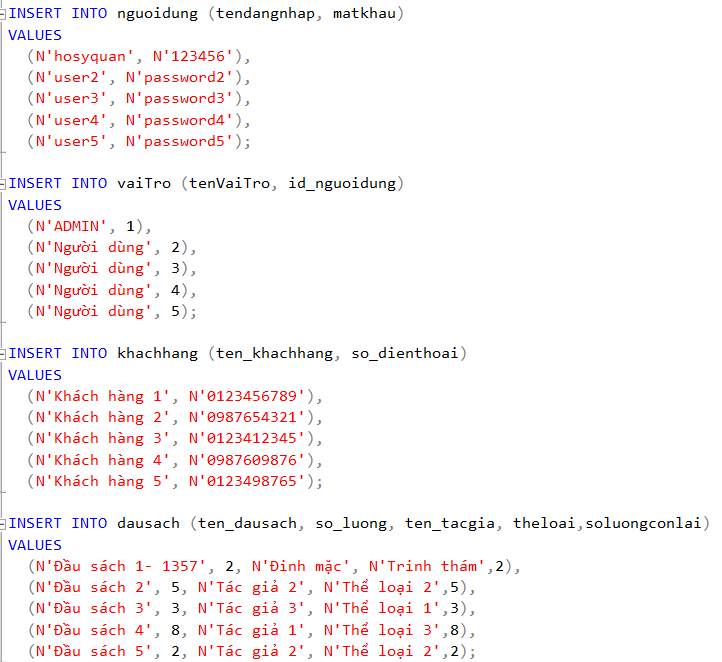 INSERT INTO nguoidung (tendangnhap, matkhau)
VALUES
(N'hosyquan', N'123456'),
(N'user2', N'password2'),
(N'user3', N'password3'),
(N'user4', N'password4'),
(N'user5', N'password5');
INSERT INTO vaiTro (tenVaiTro, id_nguoidung)
VALUES
(N'ADMIN', 1),
(N'Người dùng', 2),
(N'Người dùng', 3),
(N'Người dùng', 4),
(N'Người dùng', 5);
INSERT INTO khachhang (ten_khachhang, so_dienthoai)
VALUES
(N'Khách hàng 1', N'0123456789'),
(N'Khách hàng 2', N'0987654321'),
(N'Khách hàng 3', N'0123412345'),
(N'Khách hàng 4', N'0987609876'),
(N'Khách hàng 5', N'0123498765');
INSERT INTO dausach (ten_dausach, so_luong, ten_tacgia, theloai,soluongconlai)
VALUES
(N'Đầu sách 1- 1357', 2, N'Đinh mặc', N'Trinh thám',2),
(N'Đầu sách 2', 5, N'Tác giả 2', N'Thể loại 2',5),
(N'Đầu sách 3', 3, N'Tác giả 3', N'Thể loại 1',3),
(N'Đầu sách 4', 8, N'Tác giả 1', N'Thể loại 3',8),
(N'Đầu sách 5', 2, N'Tác giả 2', N'Thể loại 2',2);